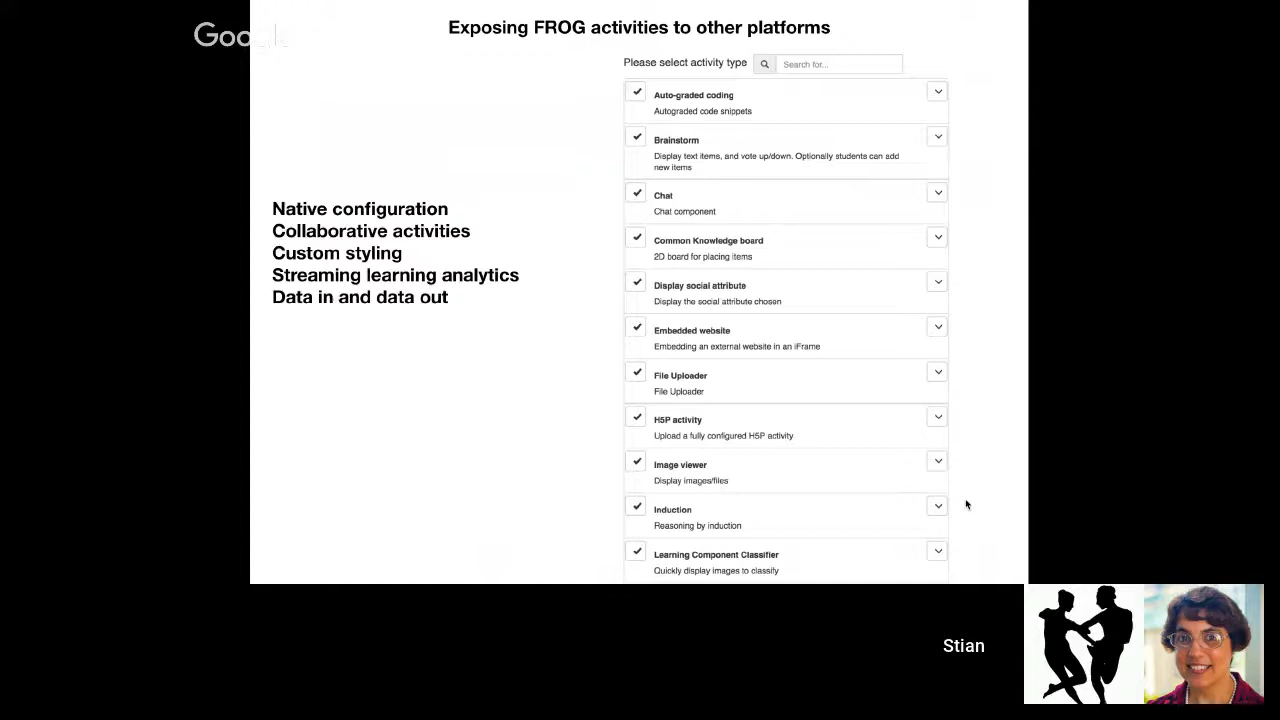 Exposing FROG activities to other platforms
Google
Please select activity type
Search for...
Auto-graded coding
Autograded code snippets
Brainstorm
Display text items, and vote up/down. Optionally students can add
new items
Chat
Chat component
Native configuration
Collaborative activities
Custom styling
Streaming learning analytics
Data in and data out
Common Knowledge board
2D board for placing items
Display social attribute
Display the social attribute chosen
Embedded website
Embedding an external website in an iFrame
File Uploader
File Uploader
H5P activity
Upload a fully configured H5P activity
Image viewer
Display images/files
Induction
Reasoning by induction
Learning Component Classifier
Quickly display images to classify
Stian